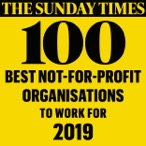 THE SUNDAY TIMES
100
BEST NOT-FOR-PROFIT
ORGANISATIONS
TO WORK FOR
2019